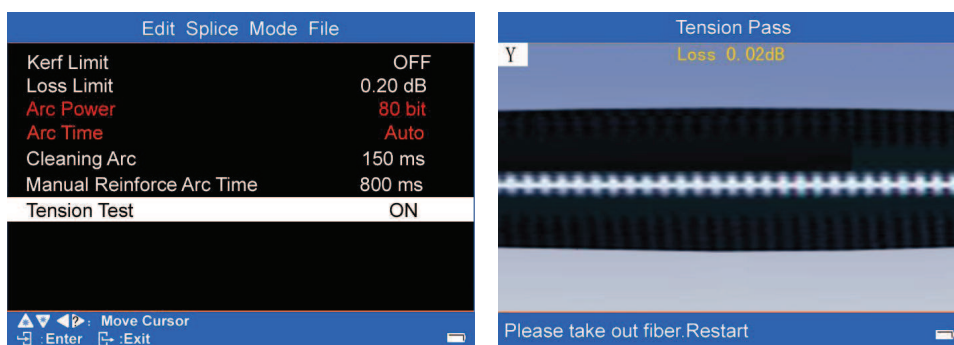 Edit Splice Mode File
Kerf Limit OFF
Loss Limit 0.20 dB
Arc Power 80 bit
Arc Time Auto
Cleaning Arc 150 ms
Manual Reinforce Arc Time 800 ms
Tension Test ON
? : Move Cursor
:Enter :Exit
Tension Pass
Y Loss 0.02dB
Please take out fiber.Restart